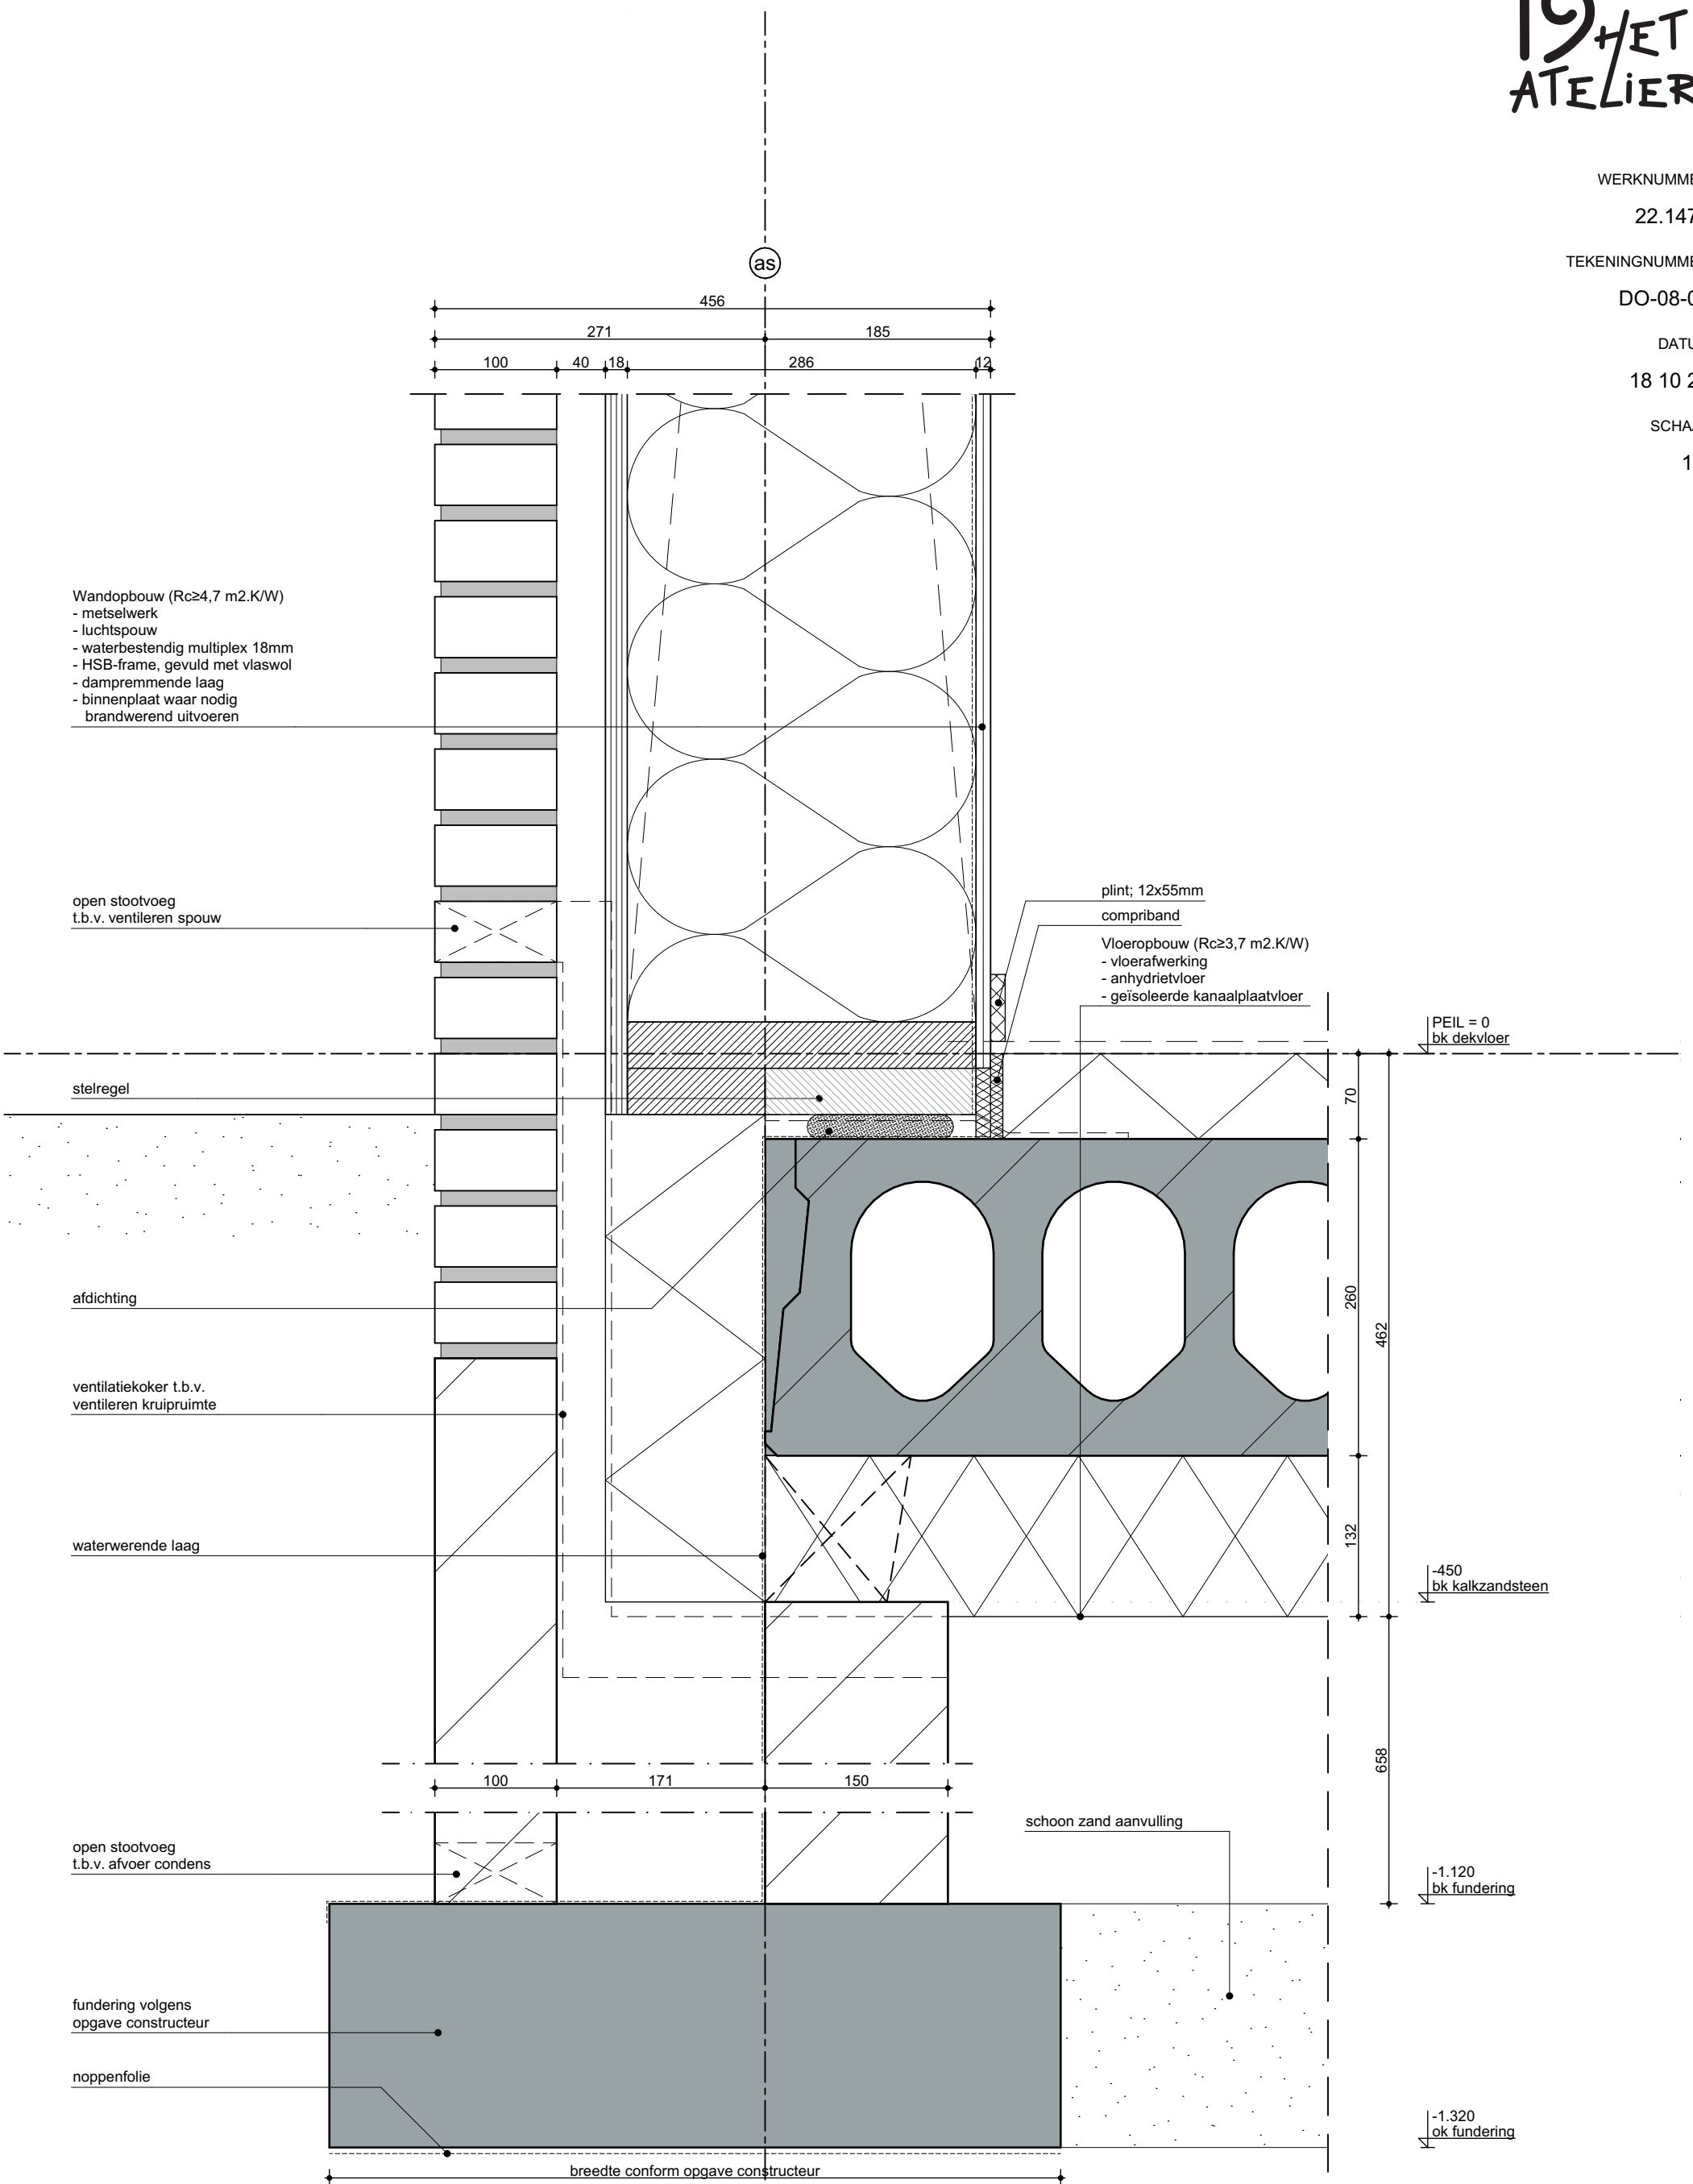 19 HET
ATELIER
WERKNUMME
22.147
TEKENINGNUMME
DO-08-0
DATU
18 10 2
SCHA
1
as
456
271
185
100
40
18
286
12
Wandopbouw (Rc≥4,7 m2.K/W)
- metselwerk
- luchtspouw
- waterbestendig multiplex 18mm
- HSB-frame, gevuld met vlaswol
- dampremmende laag
- binnenplaat waar nodig
brandwerend uitvoeren
open stootvoeg
t.b.v. ventileren spouw
plint; 12x55mm
compriband
Vloeropbouw (Rc≥3,7 m2.K/W)
- vloerafwerking
- anhydrietvloer
- geïsoleerde kanaalplaatvloer
PEIL = 0
bk dekvloer
stelregel
70
afdichting
260
462
ventilatiekoker t.b.v.
ventileren kruipruimte
waterwerende laag
132
-450
bk kalkzandsteen
658
100
171
150
schoon zand aanvulling
open stootvoeg
t.b.v. afvoer condens
-1.120
bk fundering
fundering volgens
opgave constructeur
noppenfolie
-1.320
ok fundering
breedte conform opgave constructeur